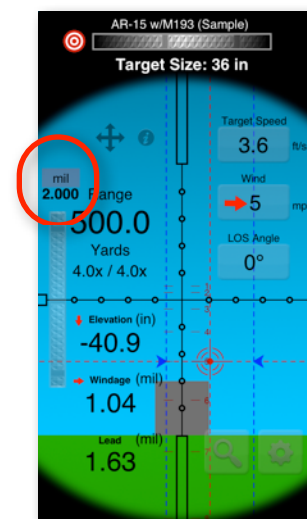 AR-15 w/M193 (Sample)
Target Size: 36 in
Target Speed
3.6 ft/s
mil
2.000
Range
500.0
Yards
4.0x / 4.0x
Wind
5 mp
LOS Angle
0°
Elevation (in)
-40.9
Windage (mil)
1.04
Lead (mil)
1.63
6
7